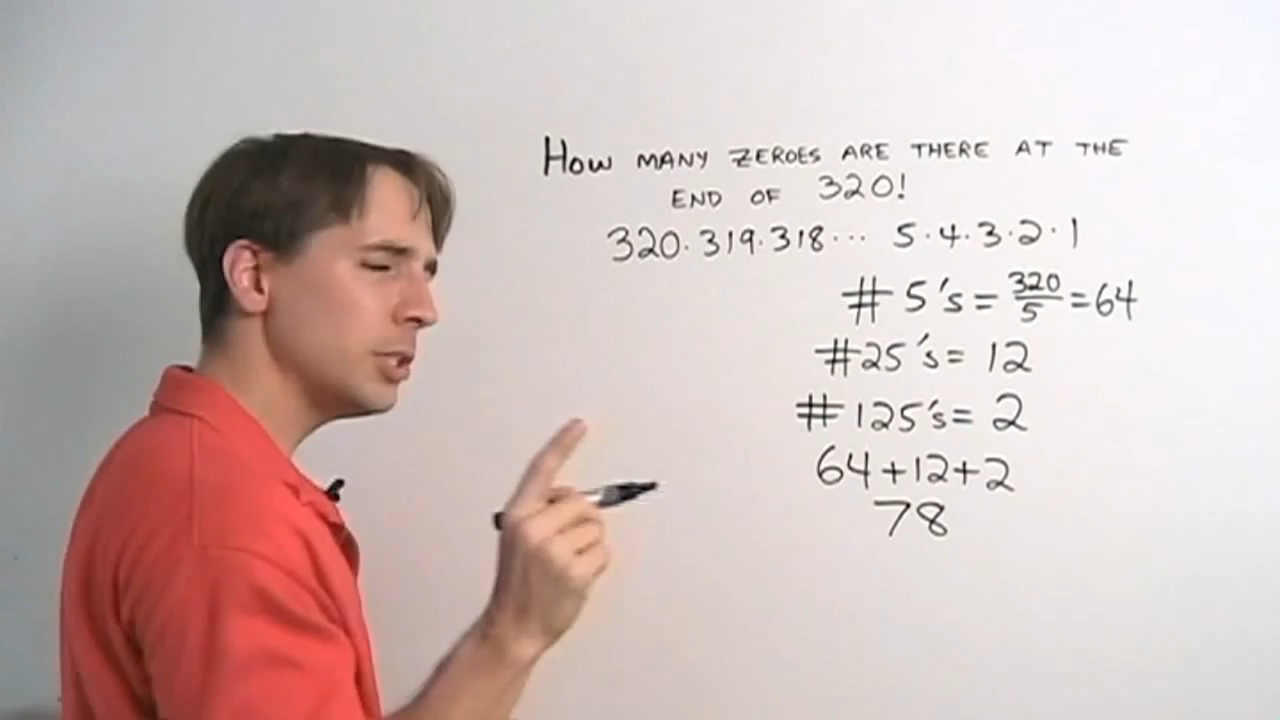 HOW MANY ZEROES ARE THERE AT THE
END OF 320!
320·319·318··· 5·4·3·2·1
# 5's = 320/5 = 64
#25's = 12
#125's = 2
64+12+2
78